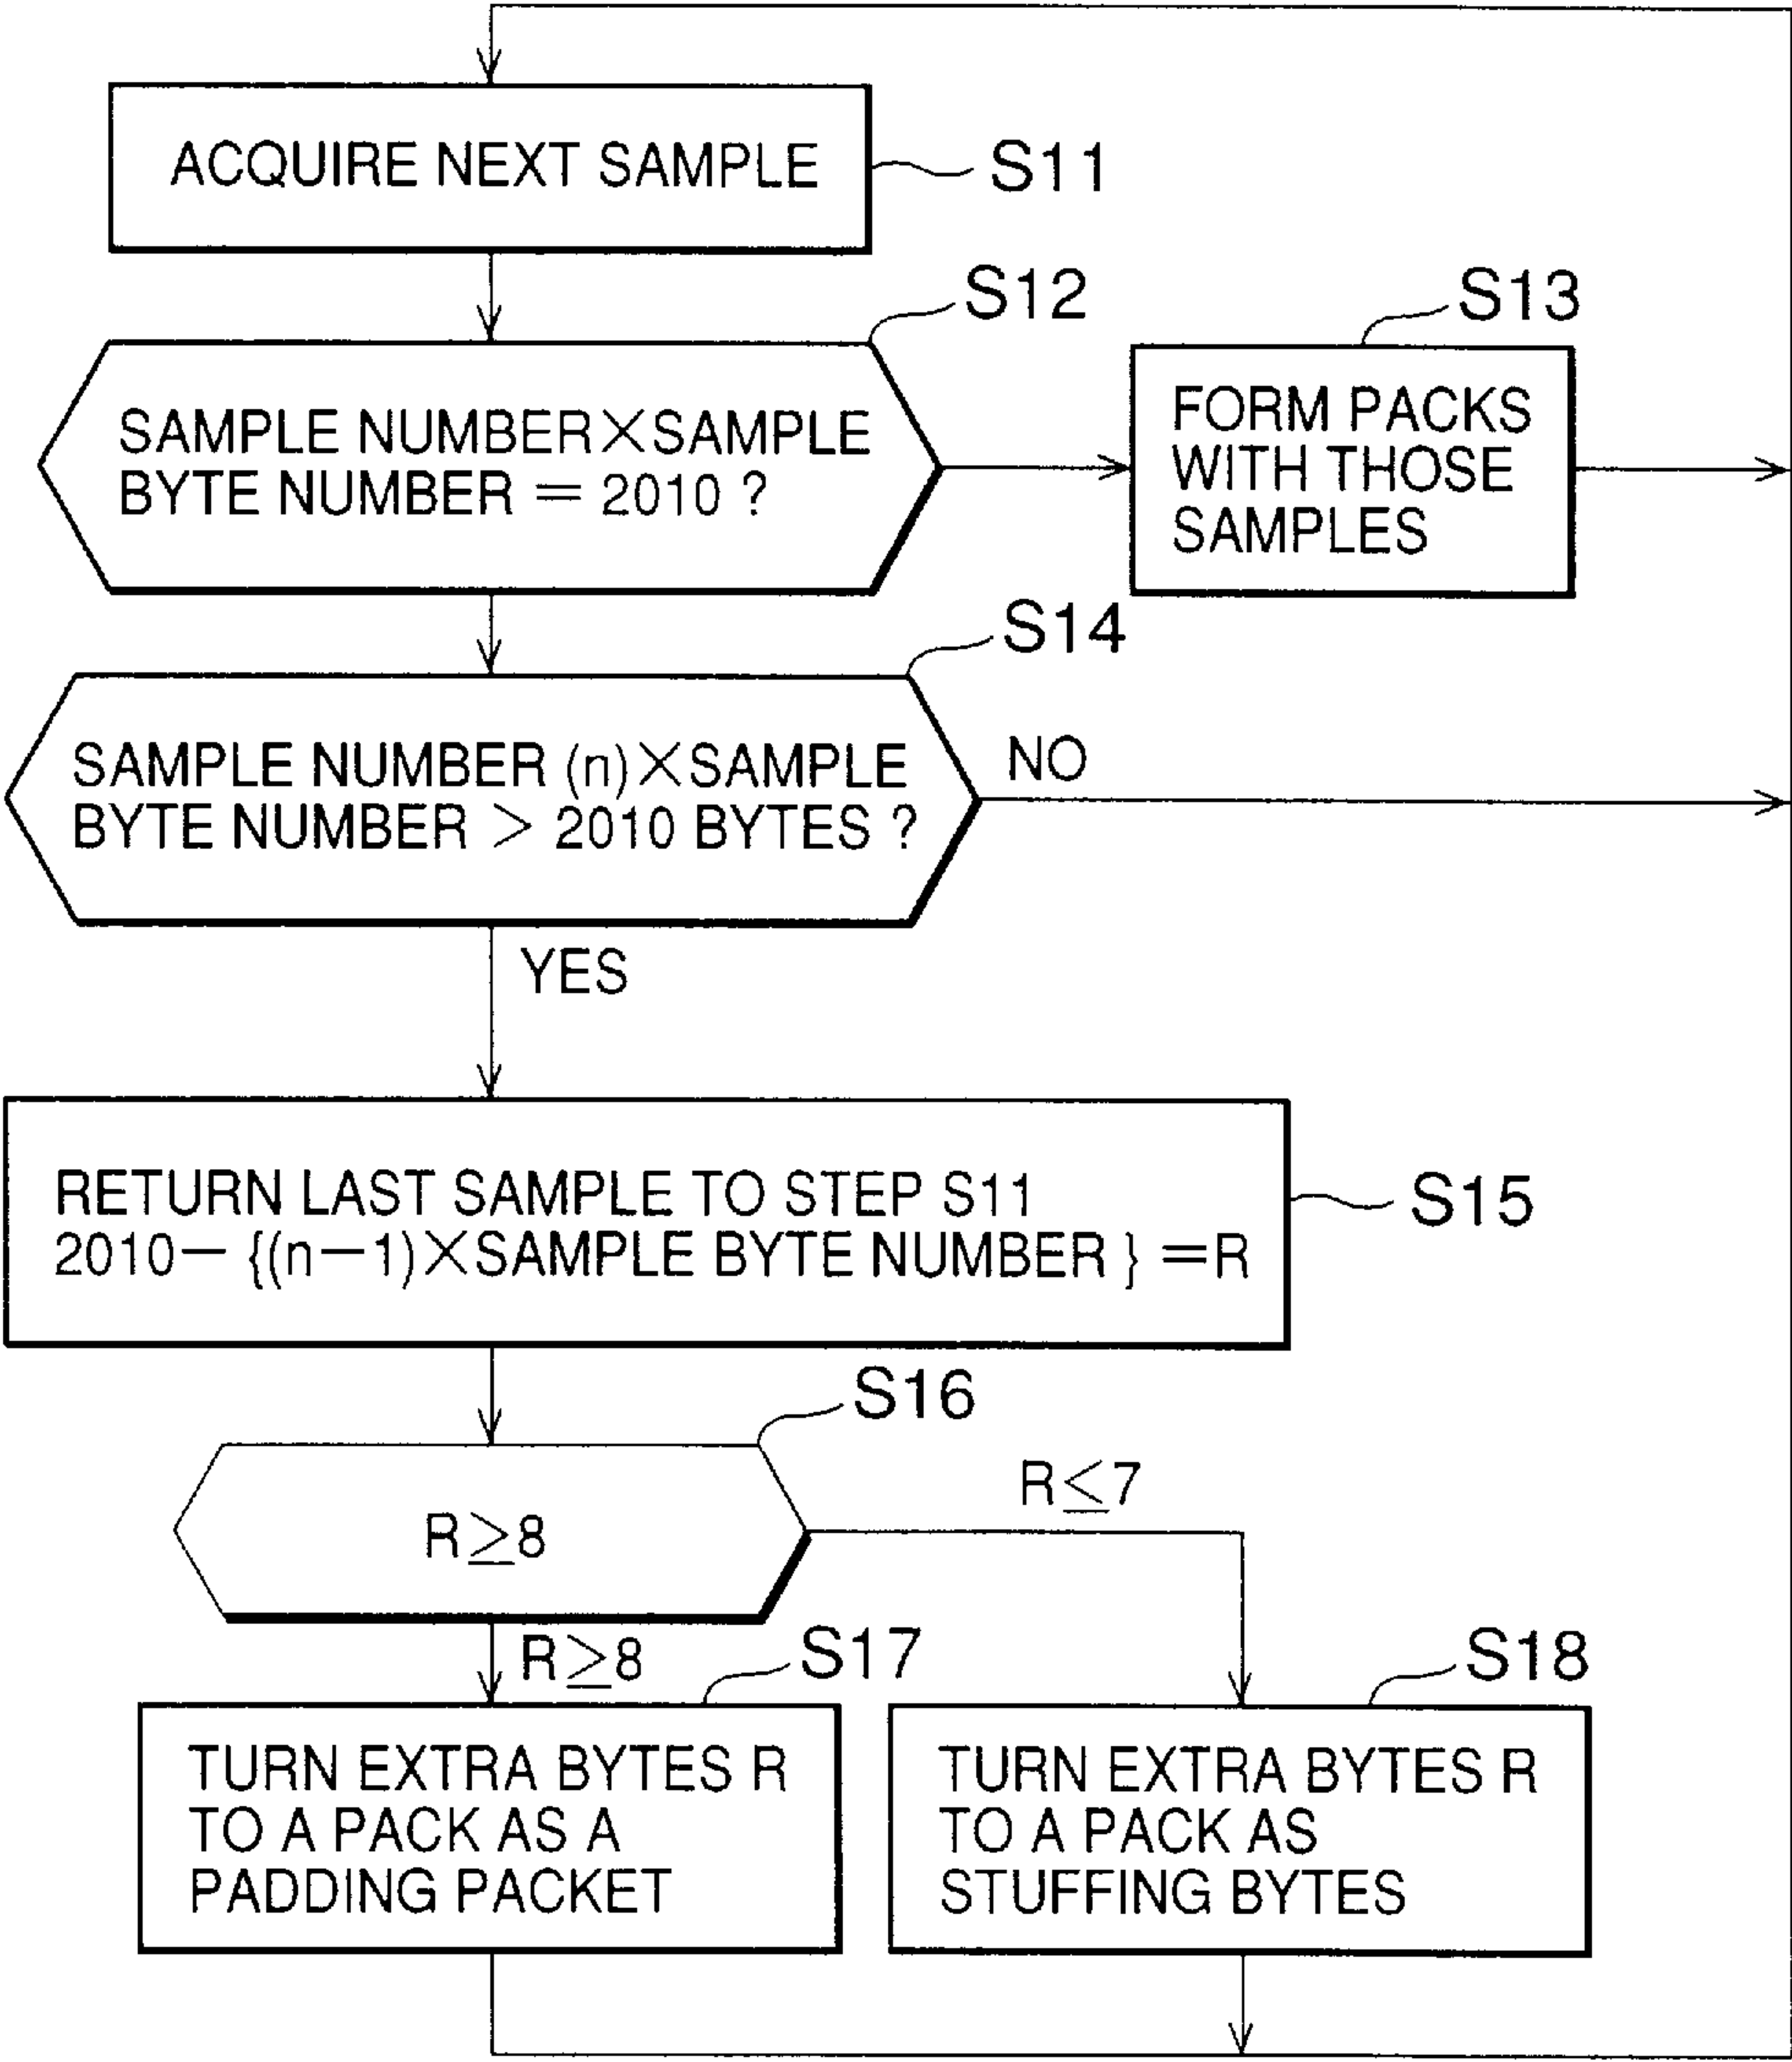 ACQUIRE NEXT SAMPLE
S11
S12
SAMPLE NUMBER×SAMPLE
BYTE NUMBER = 2010 ?
S13
FORM PACKS
WITH THOSE
SAMPLES
S14
SAMPLE NUMBER (n)×SAMPLE
BYTE NUMBER > 2010 BYTES ?
NO
YES
RETURN LAST SAMPLE TO STEP S11
2010−{(n−1)×SAMPLE BYTE NUMBER } =R
S15
S16
R≧8
R≦7
R≧8
S17
TURN EXTRA BYTES R
TO A PACK AS A
PADDING PACKET
S18
TURN EXTRA BYTES R
TO A PACK AS
STUFFING BYTES